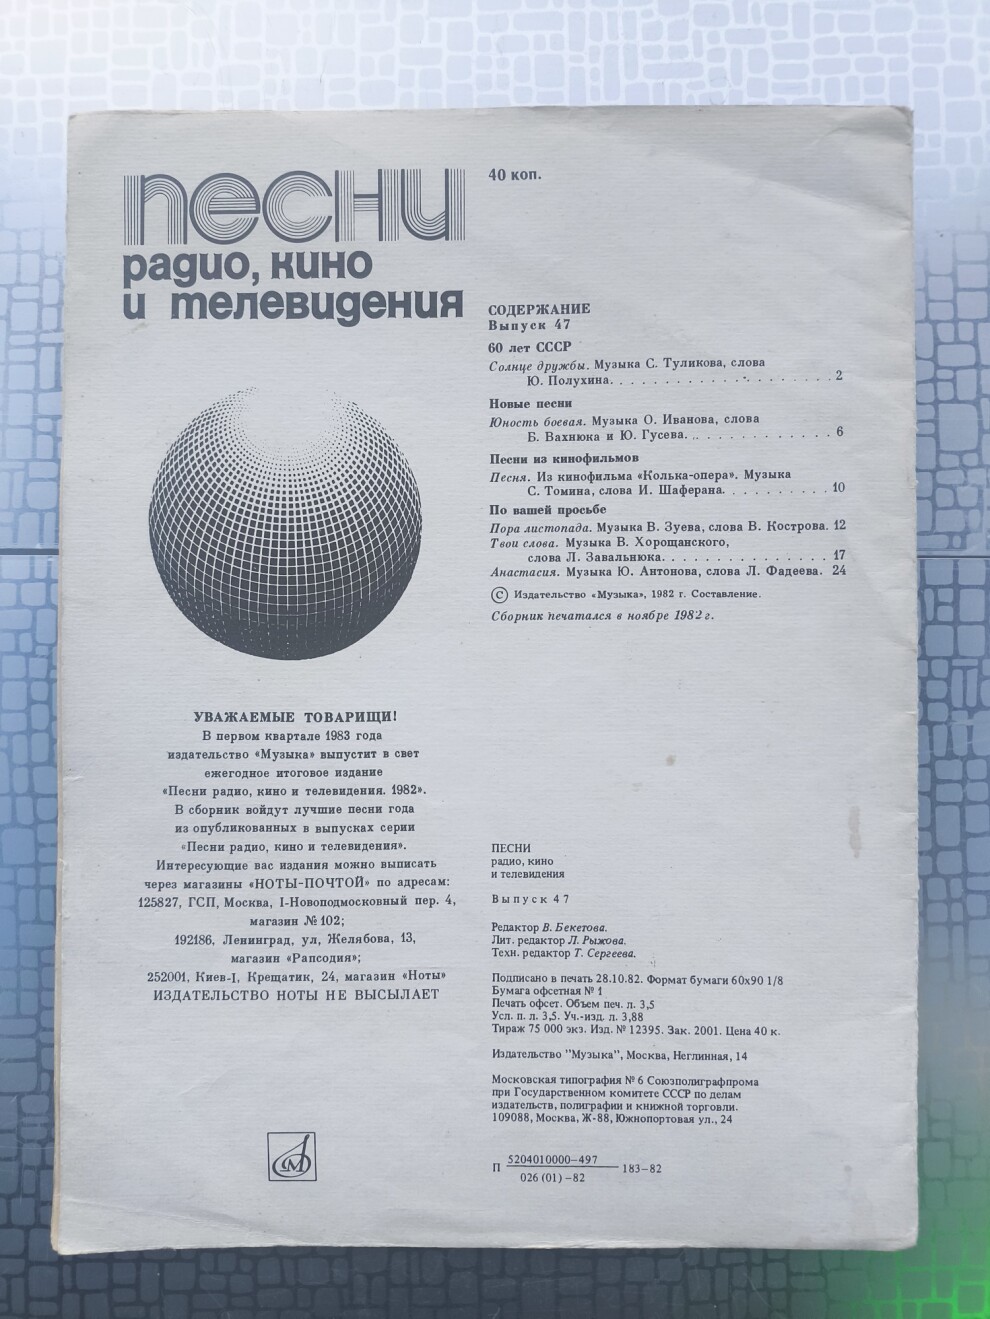 песни
радио, кино
и телевидения
40 коп.
СОДЕРЖАНИЕ
Выпуск 47
60 лет СССР
Солнце дружбы. Музыка С. Туликова, слова
Ю. Полухина. . . . . . . . . . . . . . . . . . . . 2
Новые песни
Юность боевая. Музыка О. Иванова, слова
Б. Вахнюка и Ю. Гусева. . . . . . . . . . . . . 6
Песни из кинофильмов
Песня. Из кинофильма «Колька-опера». Музыка
С. Томина, слова И. Шаферана. . . . . . . . . 10
По вашей просьбе
Пора листопада. Музыка В. Зуева, слова В. Кострова. 12
Твои слова. Музыка В. Хорощанского,
слова Л. Завальнюка. . . . . . . . . . . . . . . 17
Анастасия. Музыка Ю. Антонова, слова Л. Фадеева. 24
© Издательство «Музыка», 1982 г. Составление.
Сборник печатался в ноябре 1982 г.
УВАЖАЕМЫЕ ТОВАРИЩИ!
В первом квартале 1983 года
издательство «Музыка» выпустит в свет
ежегодное итоговое издание
«Песни радио, кино и телевидения. 1982».
В сборник войдут лучшие песни года
из опубликованных в выпусках серии
«Песни радио, кино и телевидения».
Интересующие вас издания можно выписать
через магазины «НОТЫ-ПОЧТОЙ» по адресам:
125827, ГСП, Москва, I-Новоподмосковный пер. 4,
магазин № 102;
192186, Ленинград, ул, Желябова, 13,
магазин «Рапсодия»;
252001, Киев-I, Крещатик, 24, магазин «Ноты»
ИЗДАТЕЛЬСТВО НОТЫ НЕ ВЫСЫЛАЕТ
ПЕСНИ
радио, кино
и телевидения
Выпуск 47
Редактор В. Бекетова.
Лит. редактор Л. Рыжова.
Техн. редактор Т. Сергеева.
Подписано в печать 28.10.82. Формат бумаги 60х90 1/8
Бумага офсетная № 1
Печать офсет. Объем печ. л. 3,5
Усл. п. л. 3,5. Уч.-изд. л. 3,88
Тираж 75 000 экз. Изд. № 12395. Зак. 2001. Цена 40 к.
Издательство "Музыка", Москва, Неглинная, 14
Московская типография № 6 Союзполиграфпрома
при Государственном комитете СССР по делам
издательств, полиграфии и книжной торговли.
109088, Москва, Ж-88, Южнопортовая ул., 24
П 5204010000-497 183-82
026 (01)-82